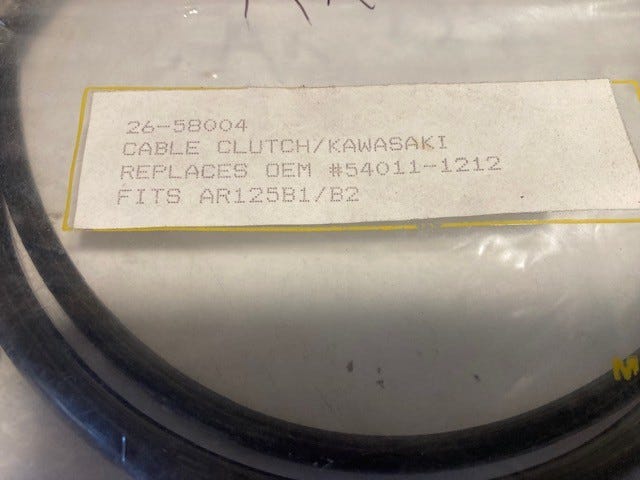 26-58004
CABLE CLUTCH/KAWASAKI
REPLACES OEM #54011-1212
FITS AR125B1/B2
M